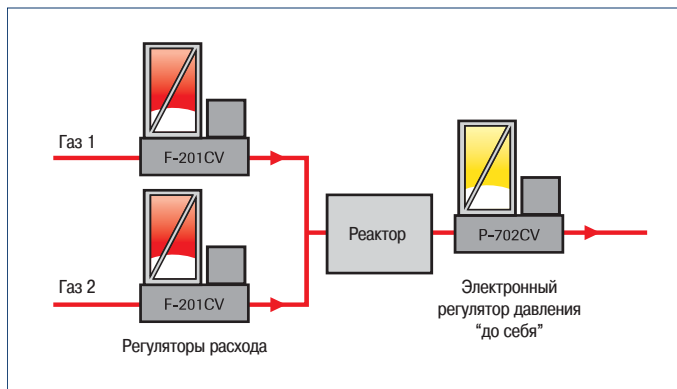 Газ 1
F-201CV
Газ 2
F-201CV
Регуляторы расхода
Реактор
P-702CV
Электронный
регулятор давления
“до себя”